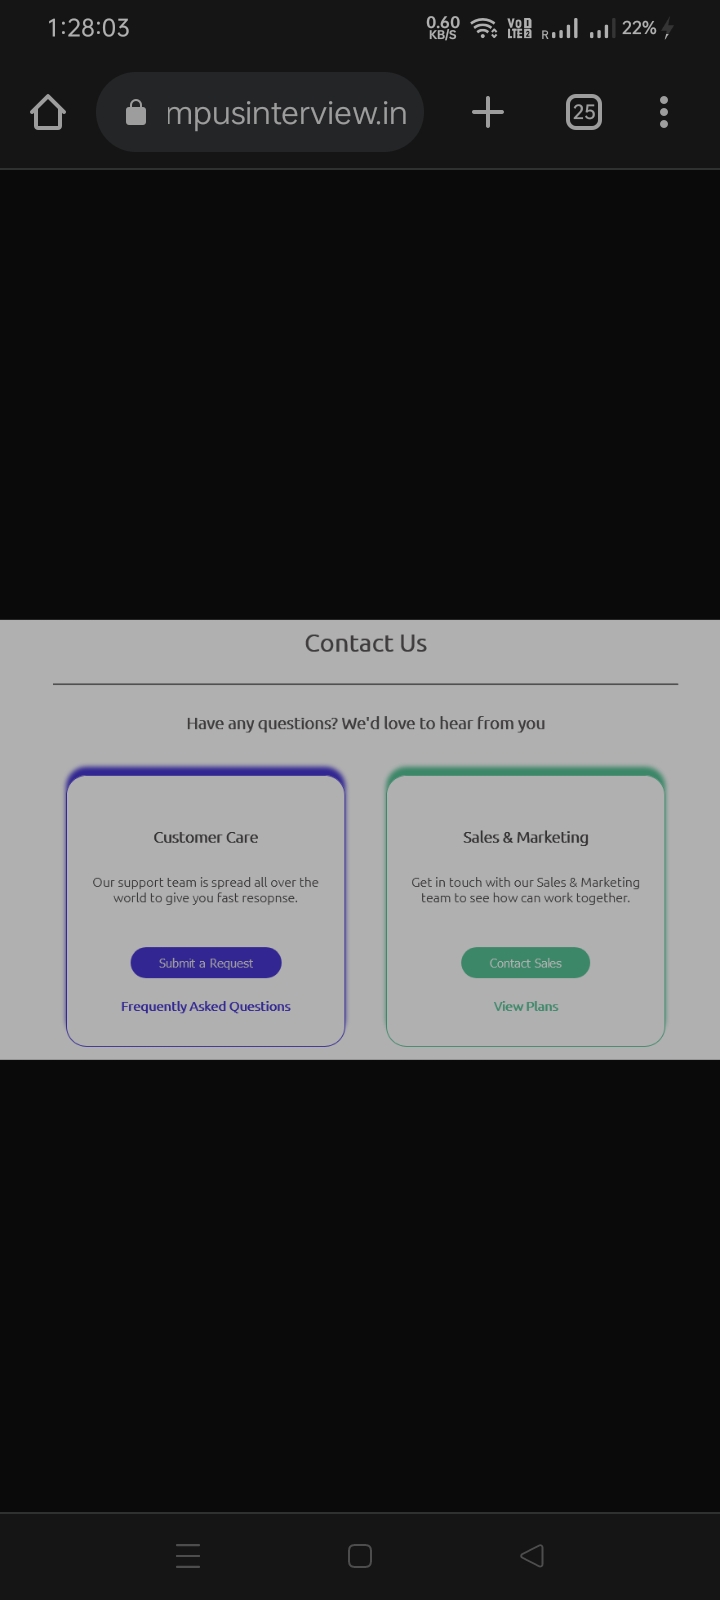 1:28:03
0.60
KB/S
VoD
LTE2
R
22%
mpusinterview.in
25
Contact Us
Have any questions? We'd love to hear from you
Customer Care
Our support team is spread all over the
world to give you fast resopnse.
Submit a Request
Frequently Asked Questions
Sales & Marketing
Get in touch with our Sales & Marketing
team to see how can work together.
Contact Sales
View Plans